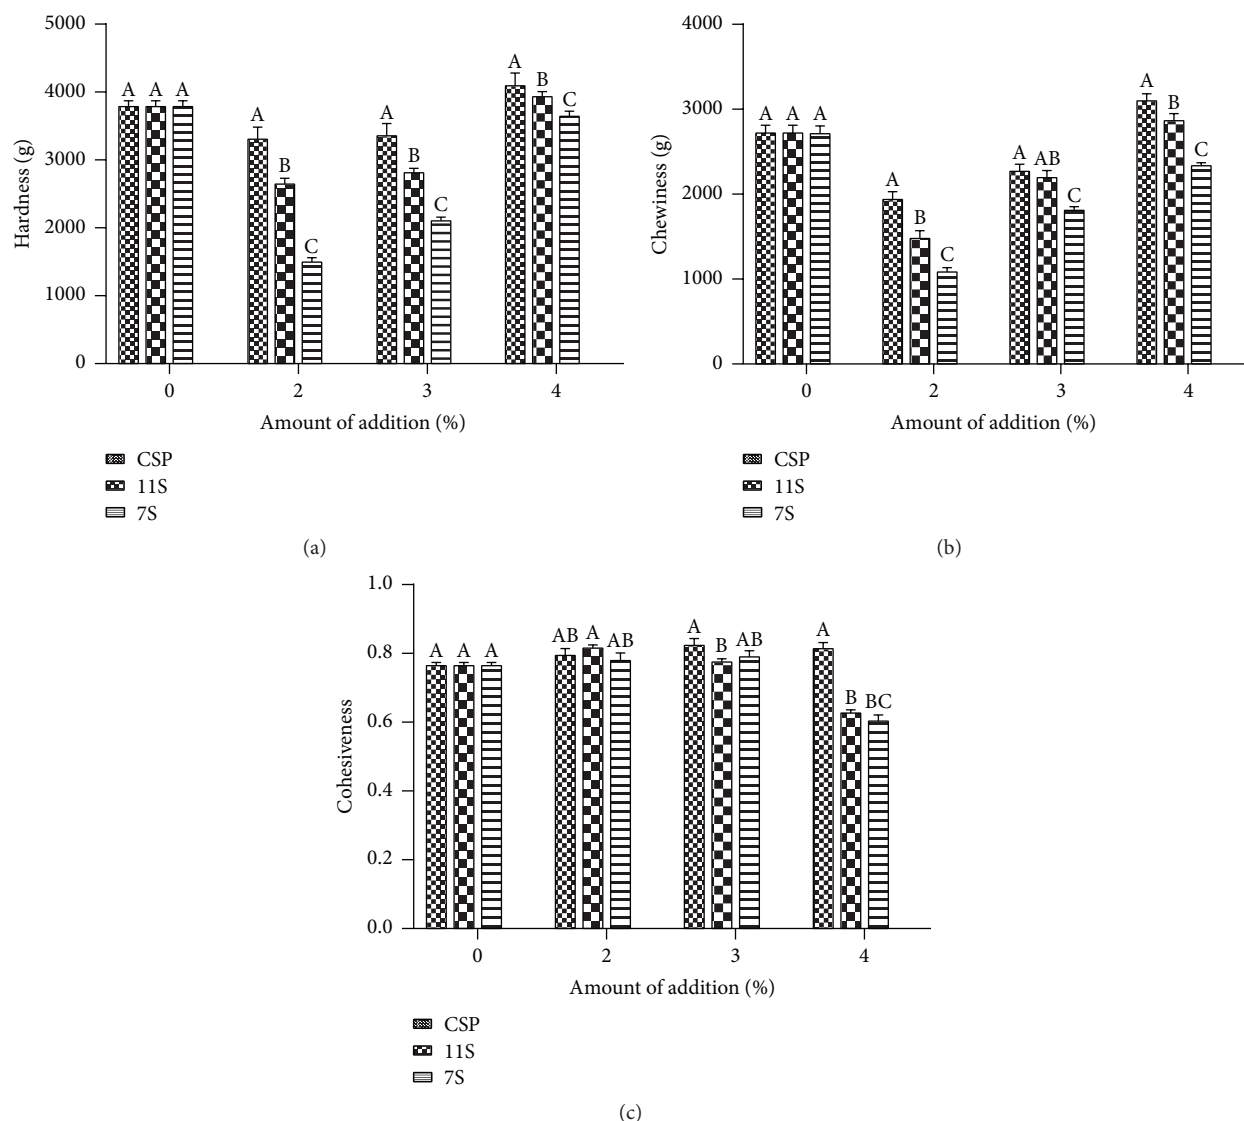 5000
4000
3000
2000
1000
0
Hardness (g)
A A A
A B C
A B C
A B C
0 2 3 4
Amount of addition (%)
CSP
11S
7S
(a)
4000
3000
2000
1000
0
Chewiness (g)
A A A
A B C
A AB C
A B C
0 2 3 4
Amount of addition (%)
CSP
11S
7S
(b)
1.0
0.8
0.6
0.4
0.2
0.0
Cohesiveness
A A A
AB A AB
A B AB
A B BC
0 2 3 4
Amount of addition (%)
CSP
11S
7S
(c)